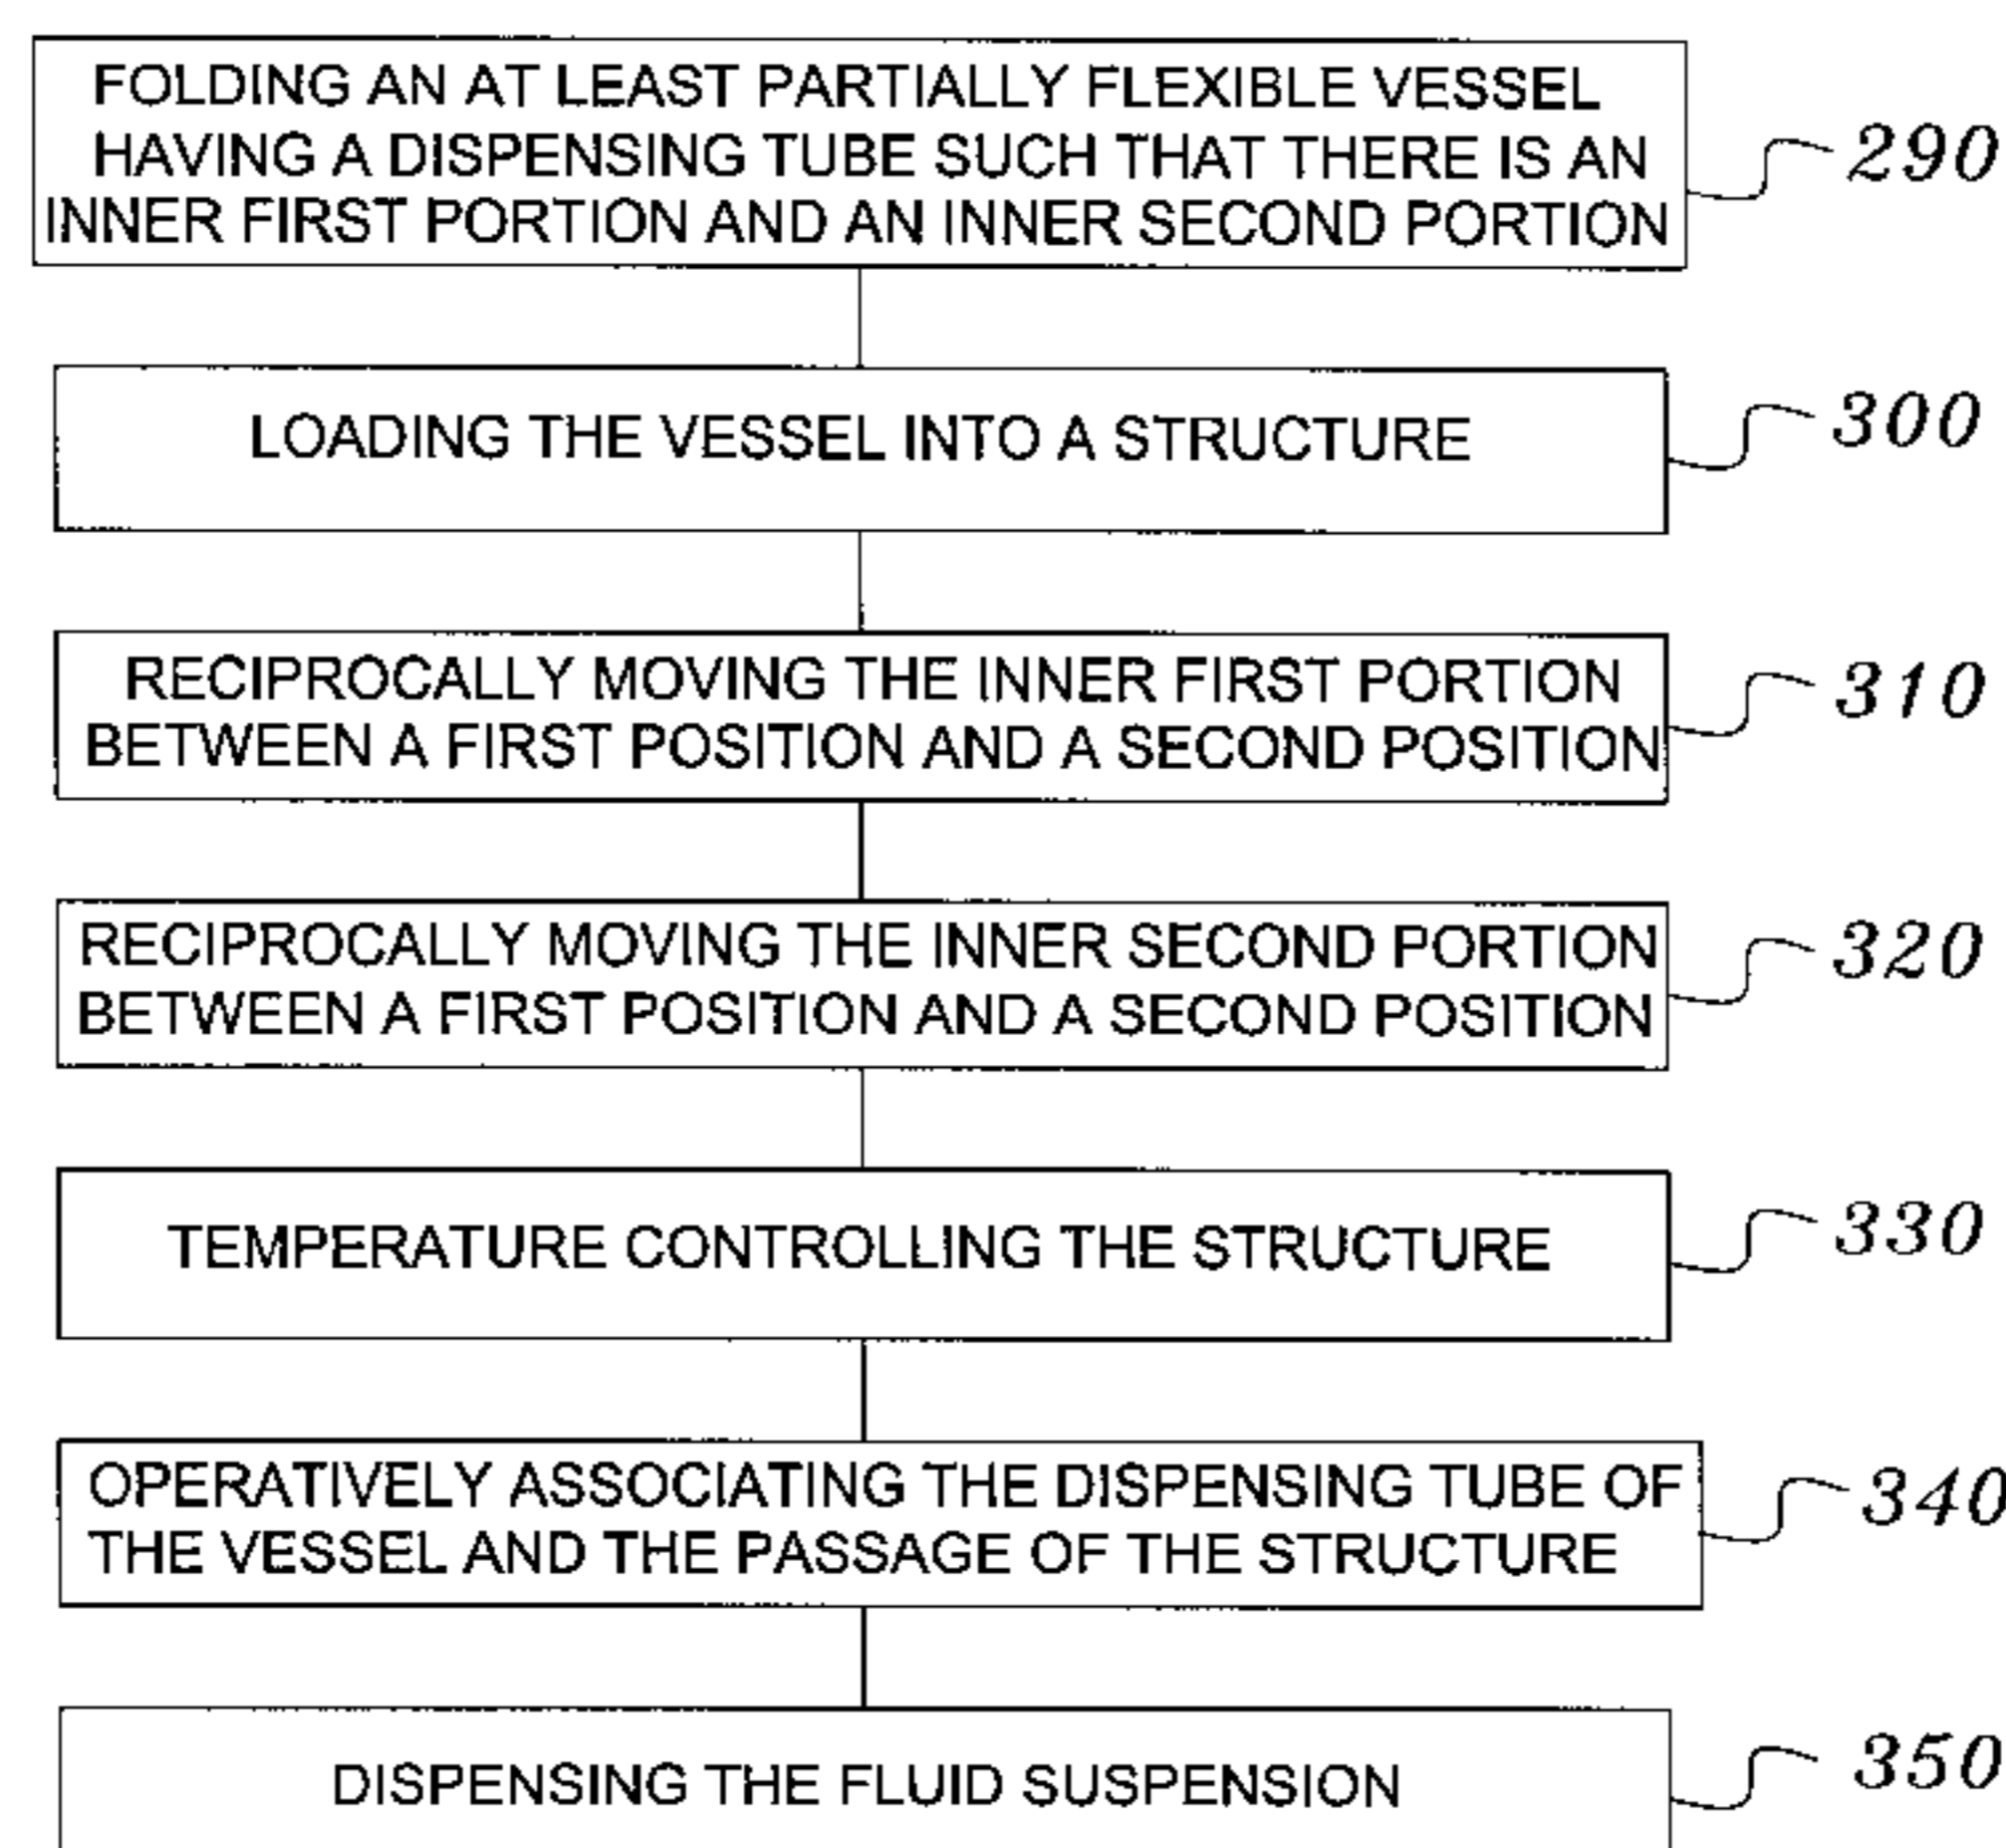 FOLDING AN AT LEAST PARTIALLY FLEXIBLE VESSEL
HAVING A DISPENSING TUBE SUCH THAT THERE IS AN
INNER FIRST PORTION AND AN INNER SECOND PORTION
290
LOADING THE VESSEL INTO A STRUCTURE
300
RECIPROCALLY MOVING THE INNER FIRST PORTION
BETWEEN A FIRST POSITION AND A SECOND POSITION
310
RECIPROCALLY MOVING THE INNER SECOND PORTION
BETWEEN A FIRST POSITION AND A SECOND POSITION
320
TEMPERATURE CONTROLLING THE STRUCTURE
330
OPERATIVELY ASSOCIATING THE DISPENSING TUBE OF
THE VESSEL AND THE PASSAGE OF THE STRUCTURE
340
DISPENSING THE FLUID SUSPENSION
350